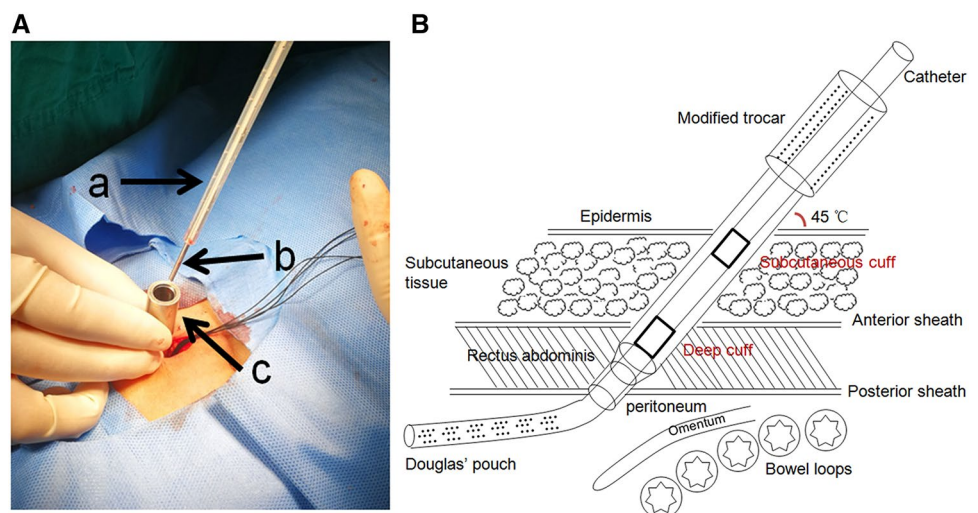 A
a
b
c
B
Catheter
Modified trocar
Epidermis
45 ℃
Subcutaneous
tissue
Subcutaneous cuff
Anterior sheath
Rectus abdominis
Deep cuff
Posterior sheath
peritoneum
Omentum
Douglas' pouch
Bowel loops